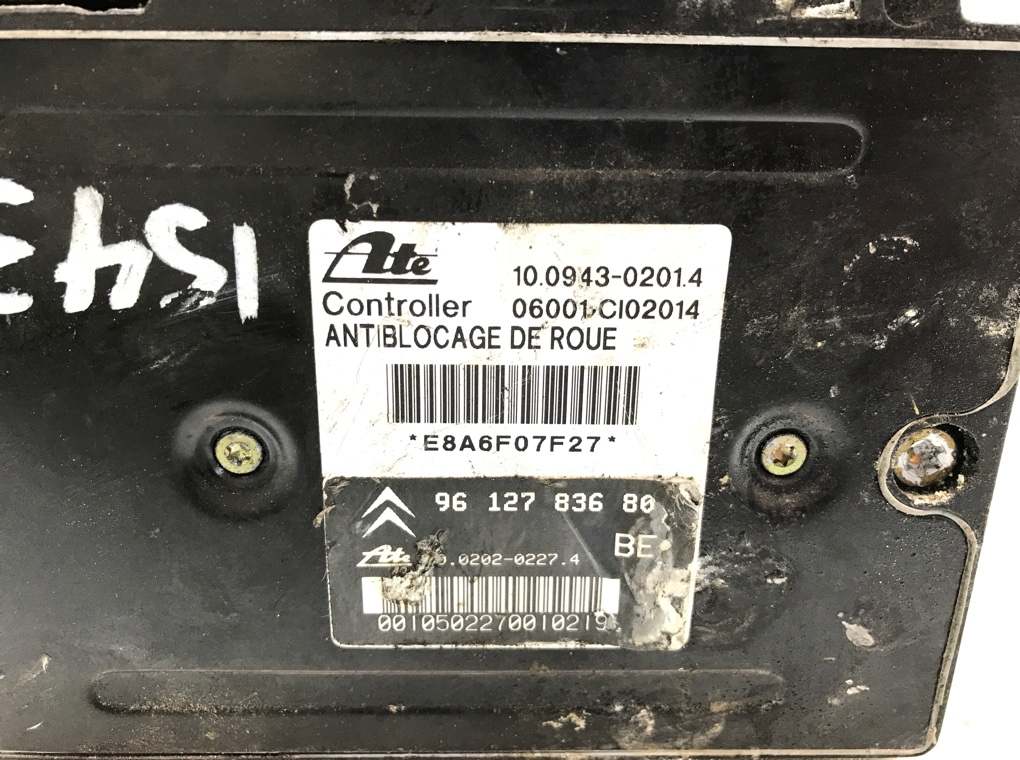 Ate
10.0943-0201.4
Controller 06001-CI02014
ANTIBLOCAGE DE ROUE
*E8A6F07F27*
96 127 836 80
BE
Ate .0202-0227.4
0010502270010219
1543